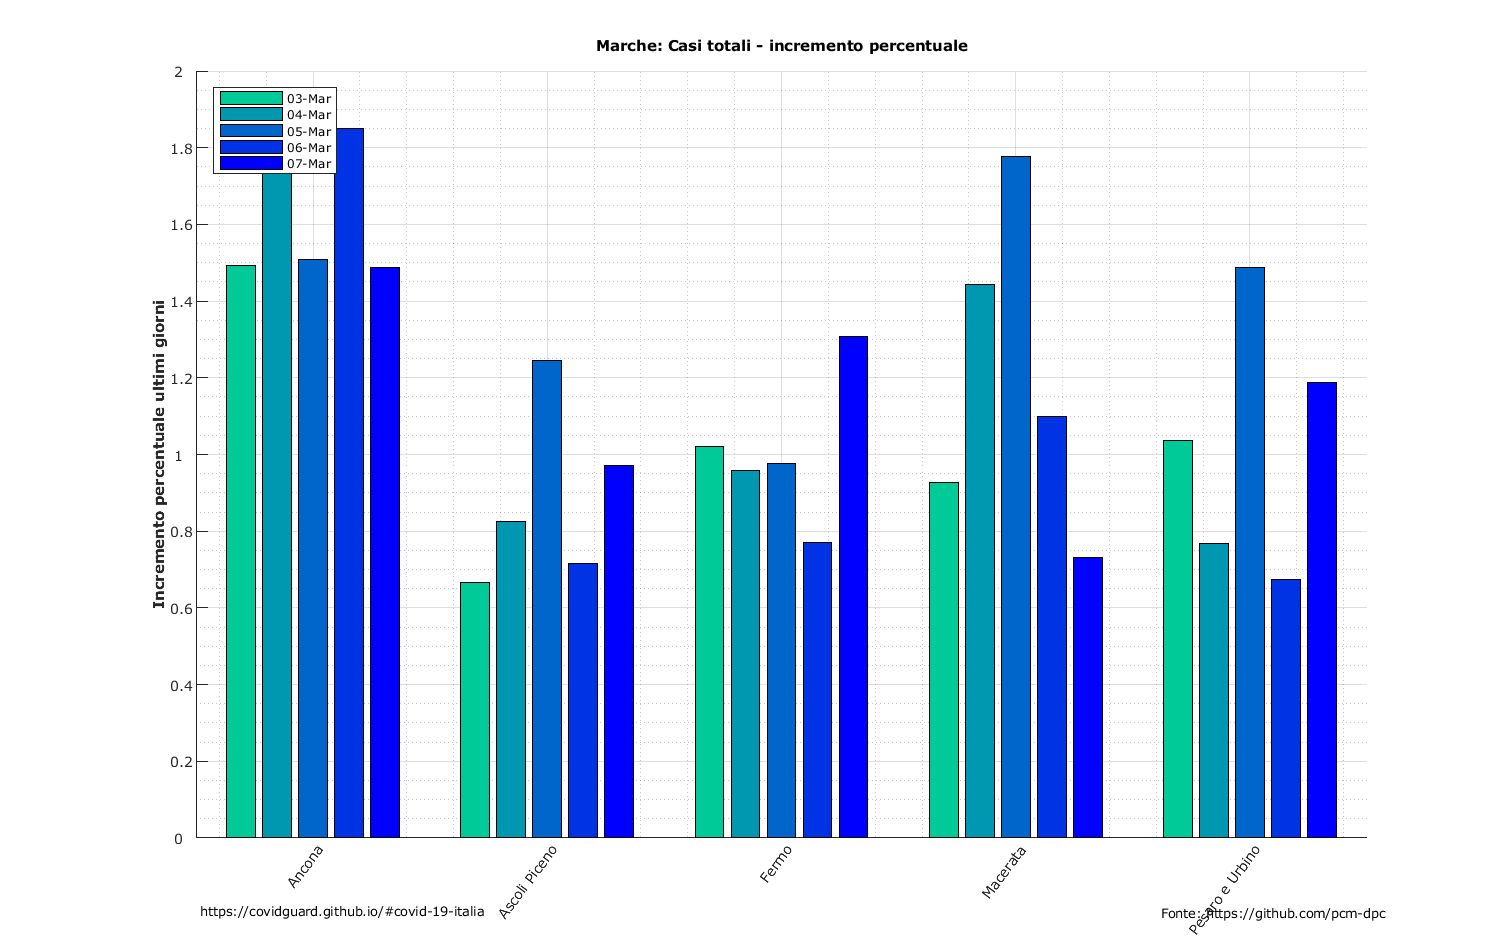 Marche: Casi totali - incremento percentuale
2
1.8
1.6
1.4
1.2
1
0.8
0.6
0.4
0.2
0
Incremento percentuale ultimi giorni
03-Mar
04-Mar
05-Mar
06-Mar
07-Mar
Ancona
Ascoli Piceno
Fermo
Macerata
Pesaro e Urbino
https://covidguard.github.io/#covid-19-italia
Fonte: https://github.com/pcm-dpc